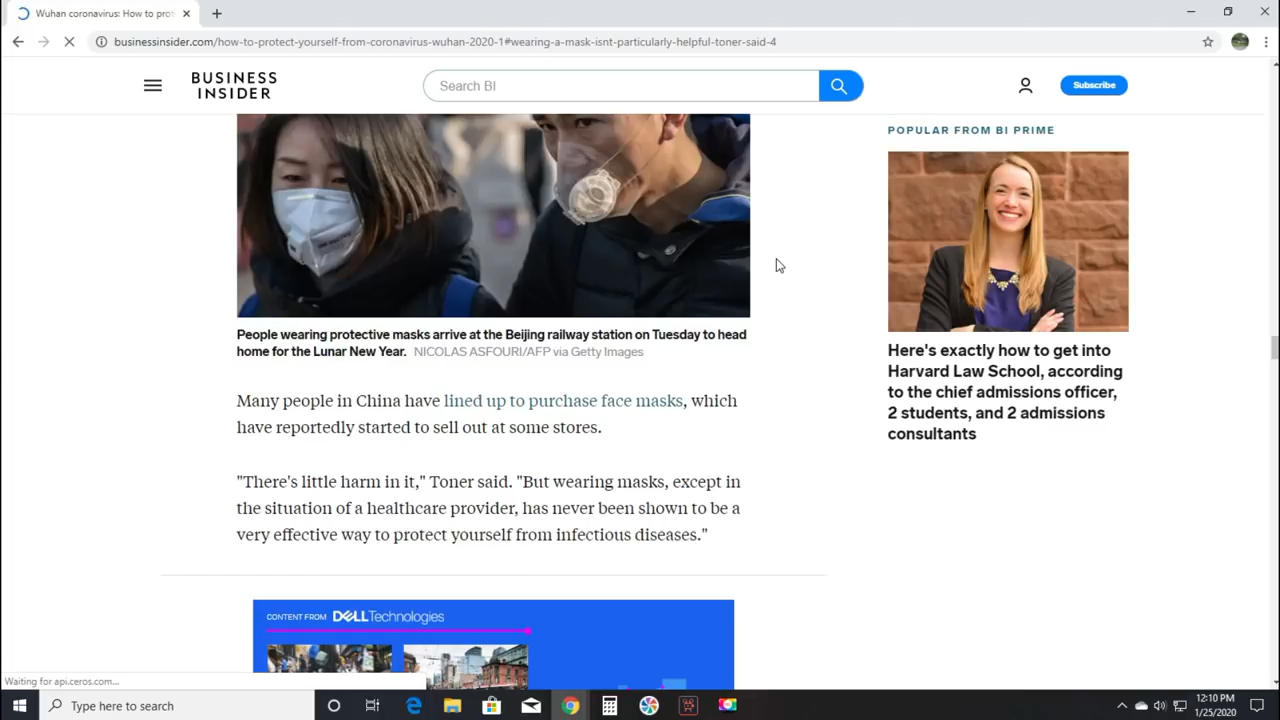 Wuhan coronavirus: How to pro
businessinsider.com/how-to-protect-yourself-from-coronavirus-wuhan-2020-1#wearing-a-mask-isnt-particularly-helpful-toner-said-4
BUSINESS
INSIDER
Search BI
Subscribe
People wearing protective masks arrive at the Beijing railway station on Tuesday to head
home for the Lunar New Year. NICOLAS ASFOURI/AFP via Getty Images
Many people in China have lined up to purchase face masks, which
have reportedly started to sell out at some stores.
"There's little harm in it," Toner said. "But wearing masks, except in
the situation of a healthcare provider, has never been shown to be a
very effective way to protect yourself from infectious diseases."
CONTENT FROM DELL Technologies
POPULAR FROM BI PRIME
Here's exactly how to get into
Harvard Law School, according
to the chief admissions officer,
2 students, and 2 admissions
consultants
Waiting for api.ceros.com...
Type here to search
12:10 PM
1/25/2020